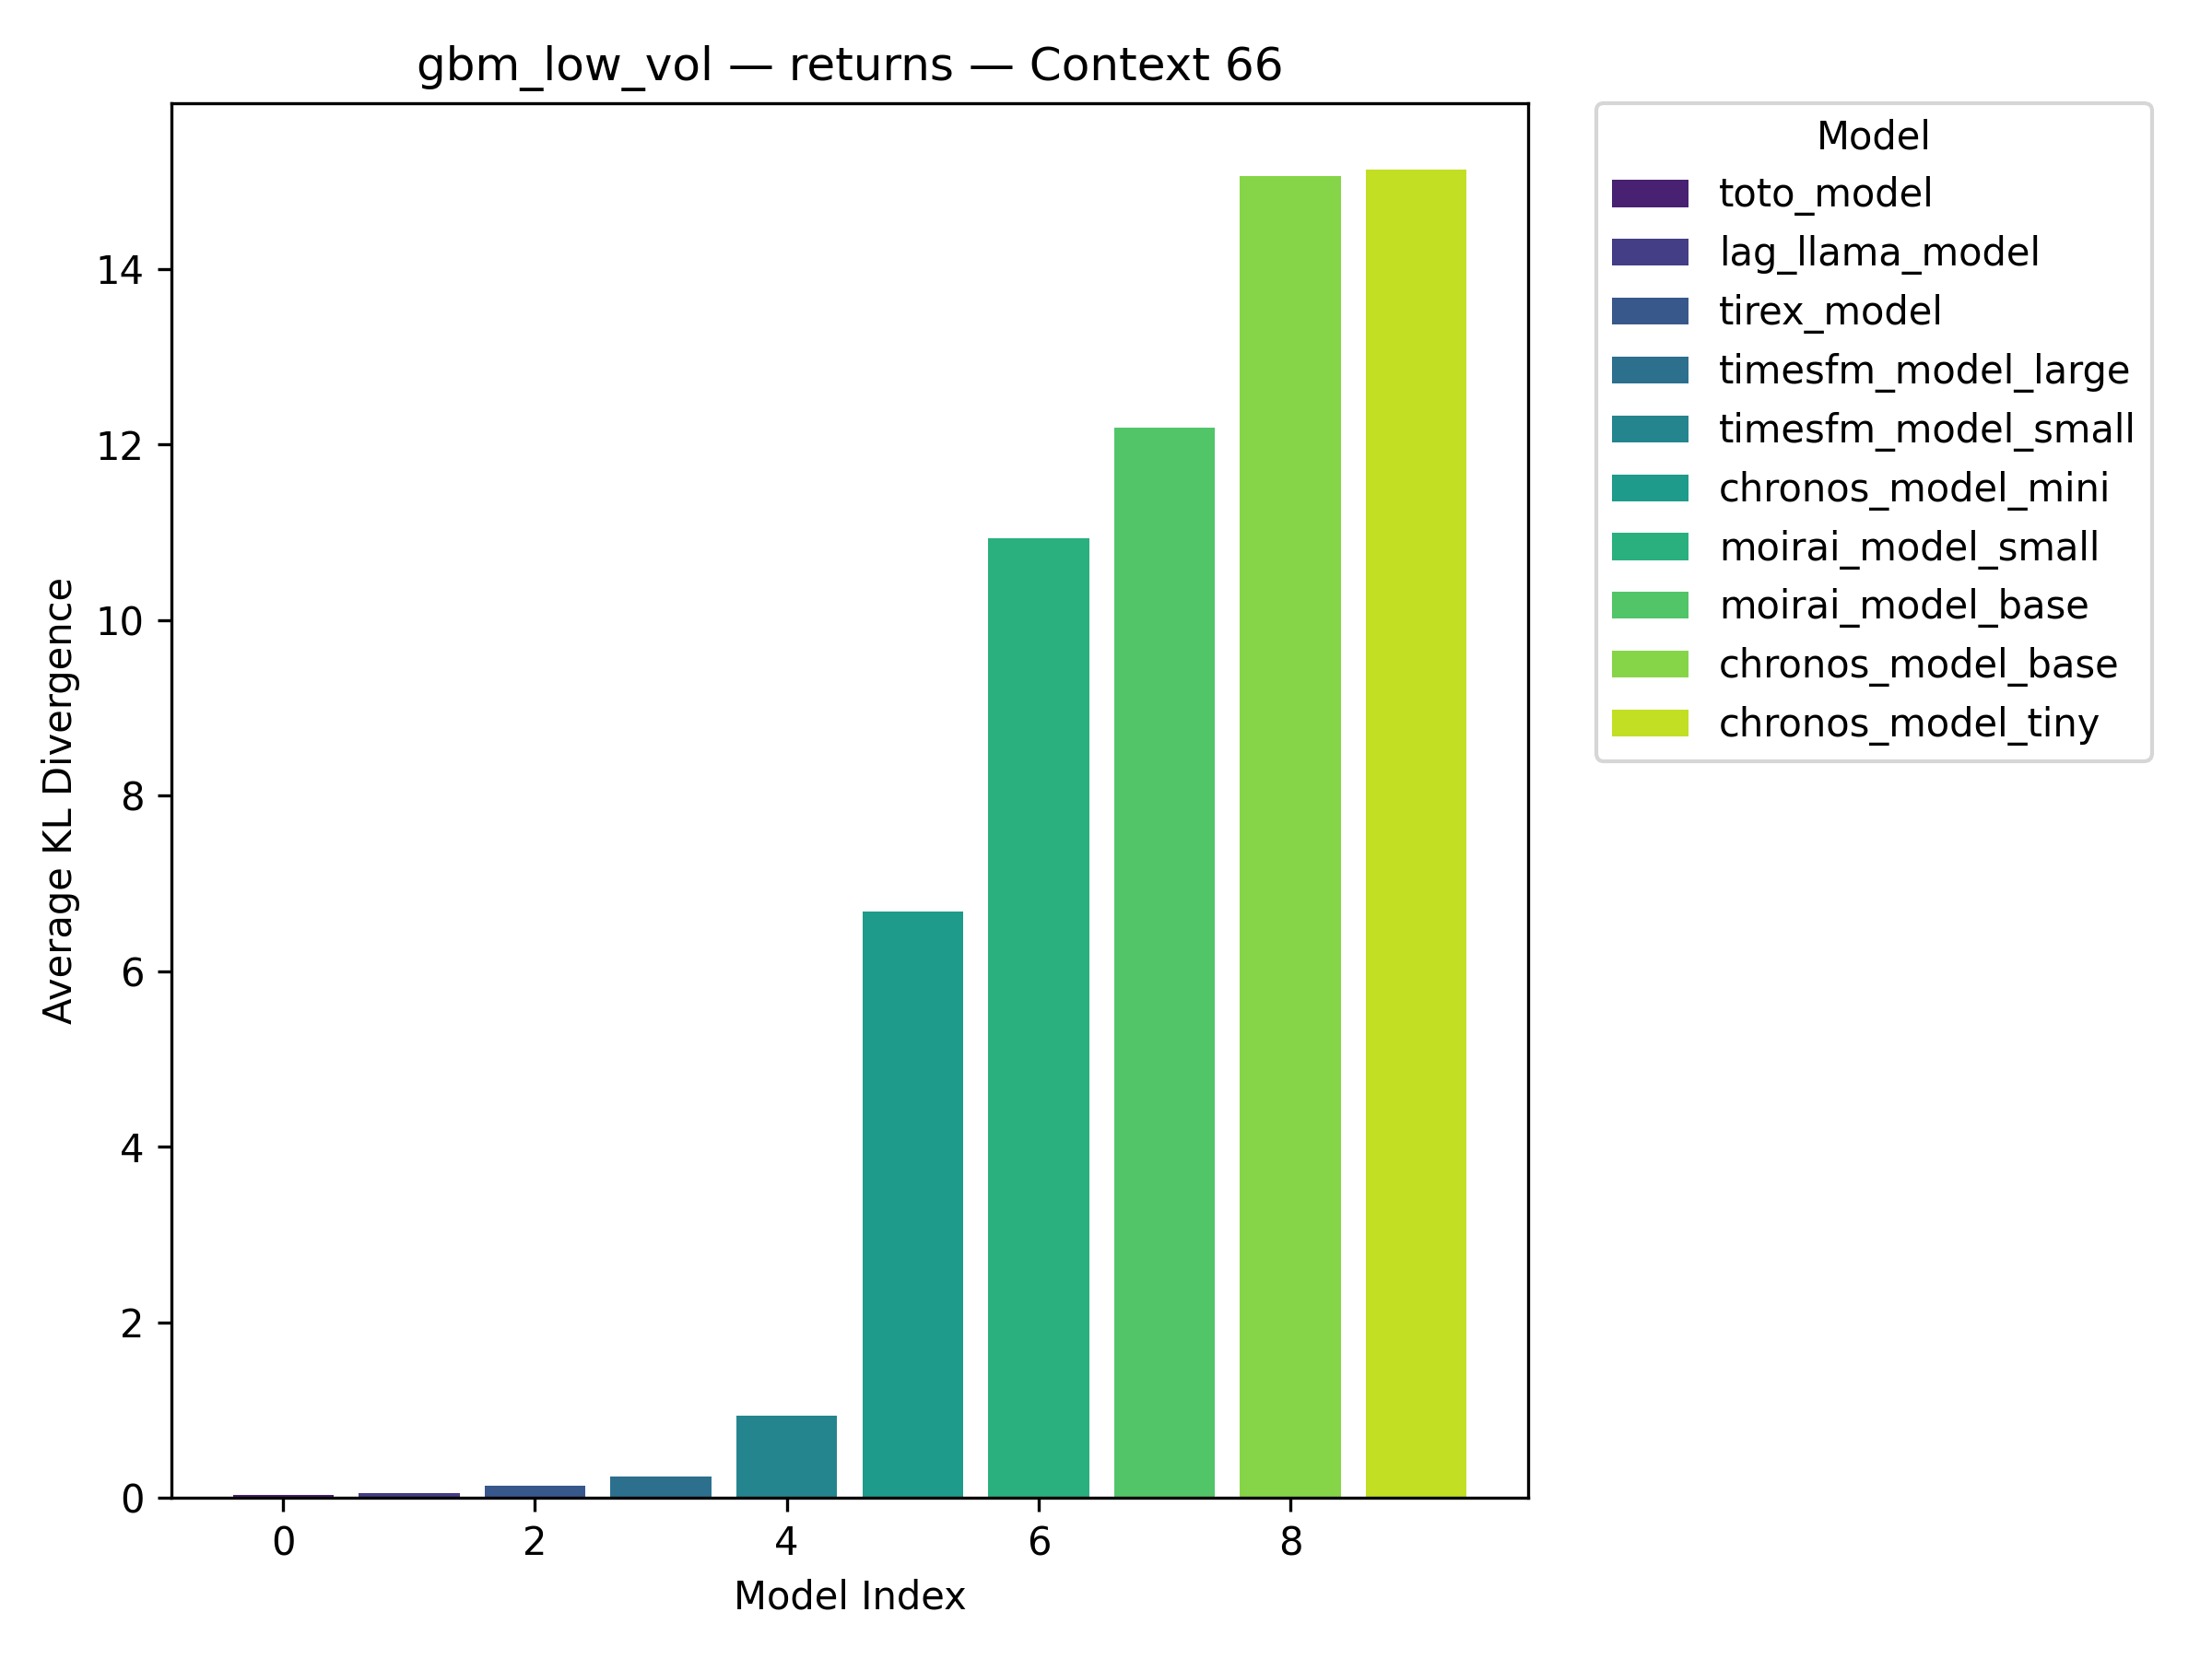 gbm_low_vol — returns — Context 66
Average KL Divergence
14
12
10
8
6
4
2
0
0 2 4 6 8
Model Index
Model
toto_model
lag_llama_model
tirex_model
timesfm_model_large
timesfm_model_small
chronos_model_mini
moirai_model_small
moirai_model_base
chronos_model_base
chronos_model_tiny